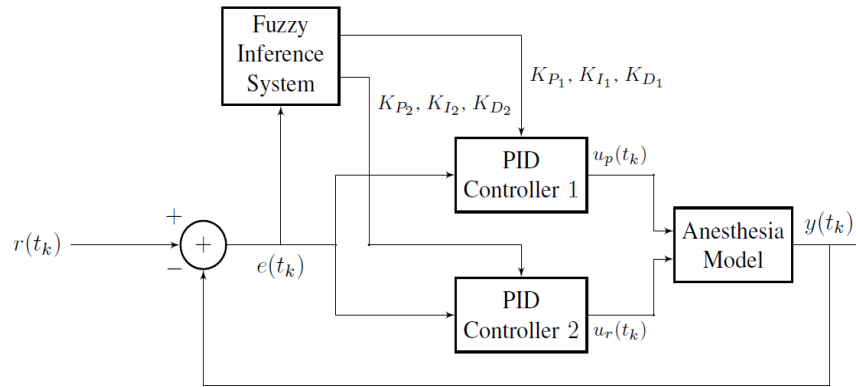 Fuzzy
Inference
System
K_{P_1}, K_{I_1}, K_{D_1}
K_{P_2}, K_{I_2}, K_{D_2}
PID
Controller 1
u_p(t_k)
+
r(t_k)
+
−
e(t_k)
Anesthesia
Model
y(t_k)
PID
Controller 2
u_r(t_k)